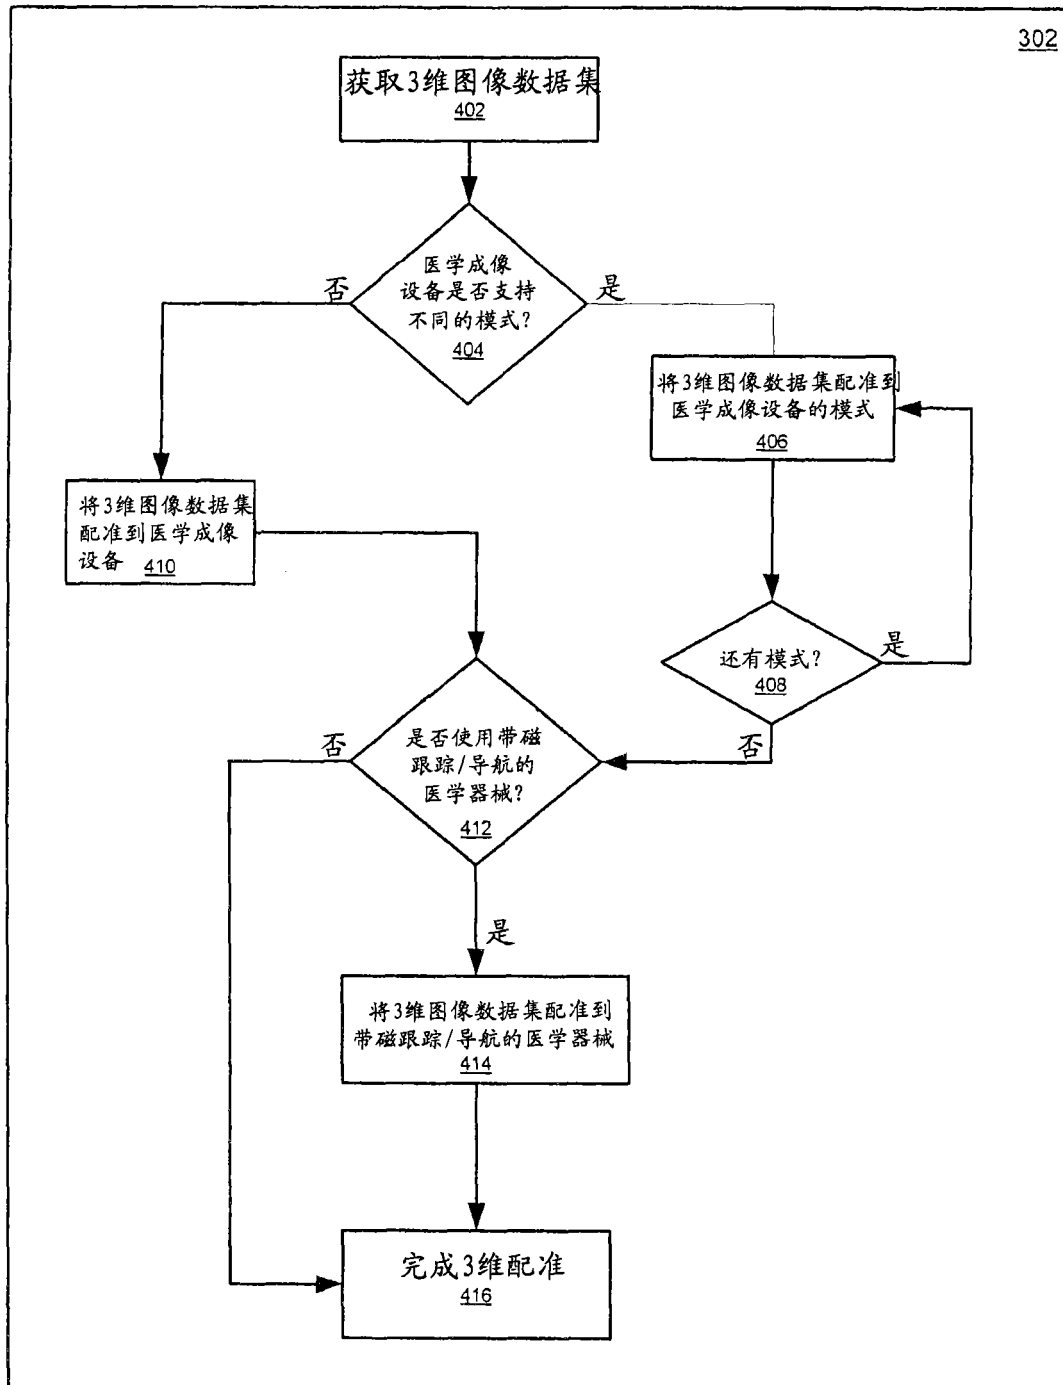 302
获取3维图像数据集
402
医学成像
设备是否支持
不同的模式?
404
否
是
将3维图像数据集配准到
医学成像设备的模式
406
将3维图像数据集
配准到医学成像
设备 410
还有模式?
408
是
否
是否使用带磁
跟踪/导航的
医学器械?
412
否
是
将3维图像数据集配准到
带磁跟踪/导航的医学器械
414
完成3维配准
416